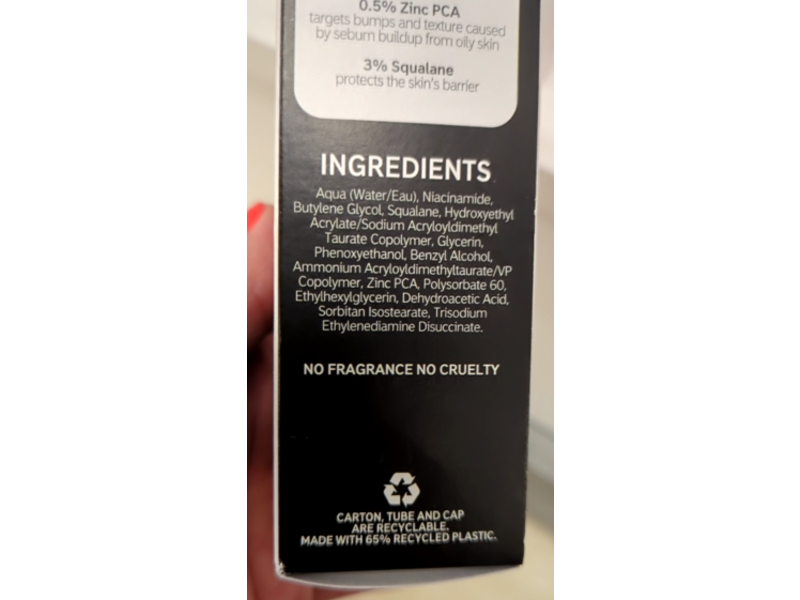 0.5% Zinc PCA
targets bumps and texture caused
by sebum buildup from oily skin
3% Squalane
protects the skin's barrier
INGREDIENTS
Aqua (Water/Eau), Niacinamide,
Butylene Glycol, Squalane, Hydroxyethyl
Acrylate/Sodium Acryloyldimethyl
Taurate Copolymer, Glycerin,
Phenoxyethanol, Benzyl Alcohol,
Ammonium Acryloyldimethyltaurate/VP
Copolymer, Zinc PCA, Polysorbate 60,
Ethylhexylglycerin, Dehydroacetic Acid,
Sorbitan Isostearate, Trisodium
Ethylenediamine Disuccinate.
NO FRAGRANCE NO CRUELTY
CARTON, TUBE AND CAP
ARE RECYCLABLE.
MADE WITH 65% RECYCLED PLASTIC.